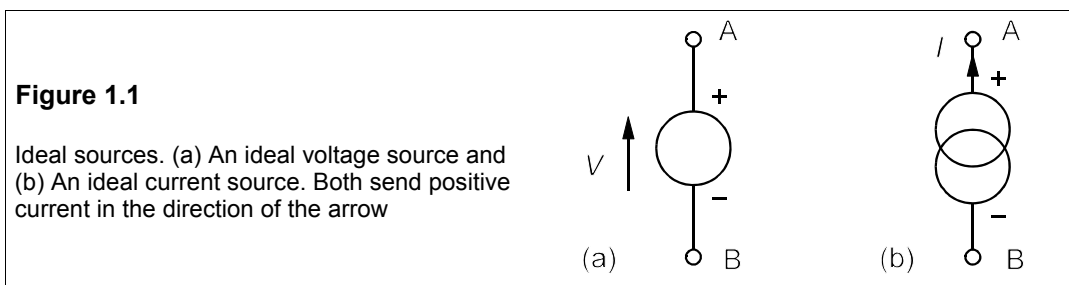 Figure 1.1
Ideal sources. (a) An ideal voltage source and
(b) An ideal current source. Both send positive
current in the direction of the arrow
A
+
V
−
(a)
B
I
A
+
−
(b)
B